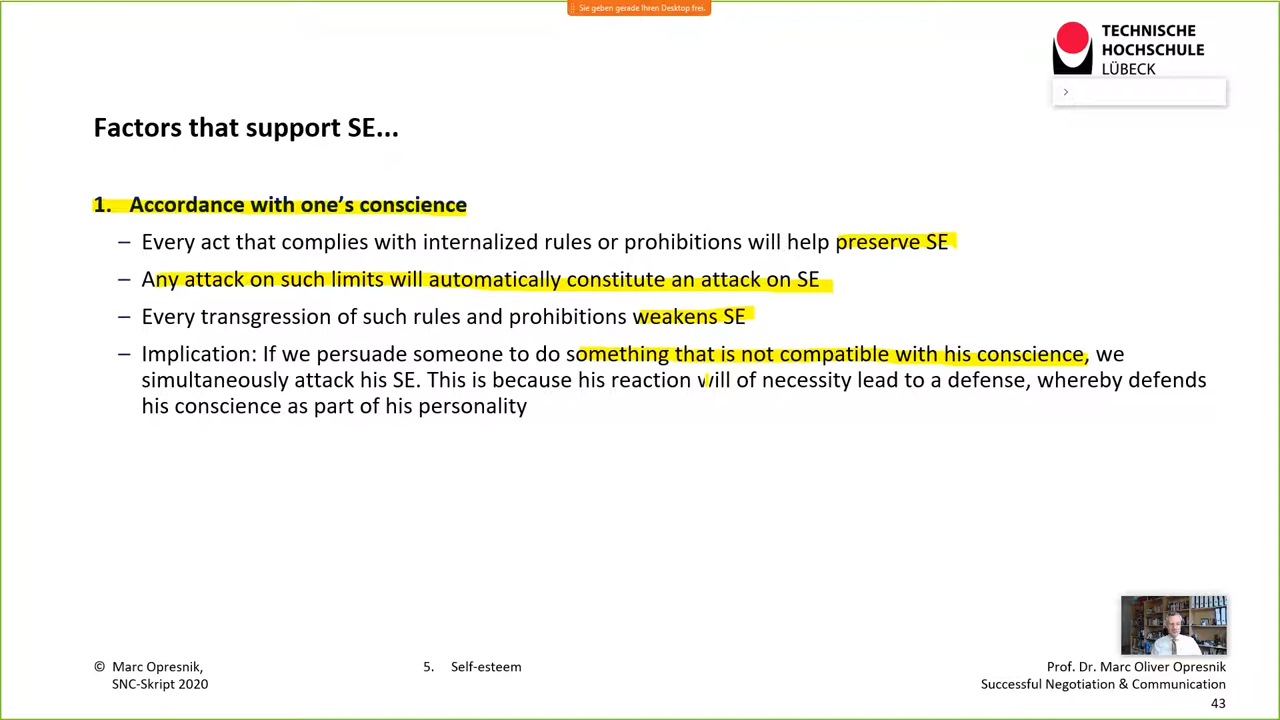 Sie geben gerade Ihren Desktop frei.
TECHNISCHE
HOCHSCHULE
LÜBECK
Factors that support SE...
1. Accordance with one's conscience
– Every act that complies with internalized rules or prohibitions will help preserve SE
– Any attack on such limits will automatically constitute an attack on SE
– Every transgression of such rules and prohibitions weakens SE
– Implication: If we persuade someone to do something that is not compatible with his conscience, we
simultaneously attack his SE. This is because his reaction will of necessity lead to a defense, whereby defends
his conscience as part of his personality
© Marc Opresnik,
SNC-Skript 2020
5. Self-esteem
Prof. Dr. Marc Oliver Opresnik
Successful Negotiation & Communication
43